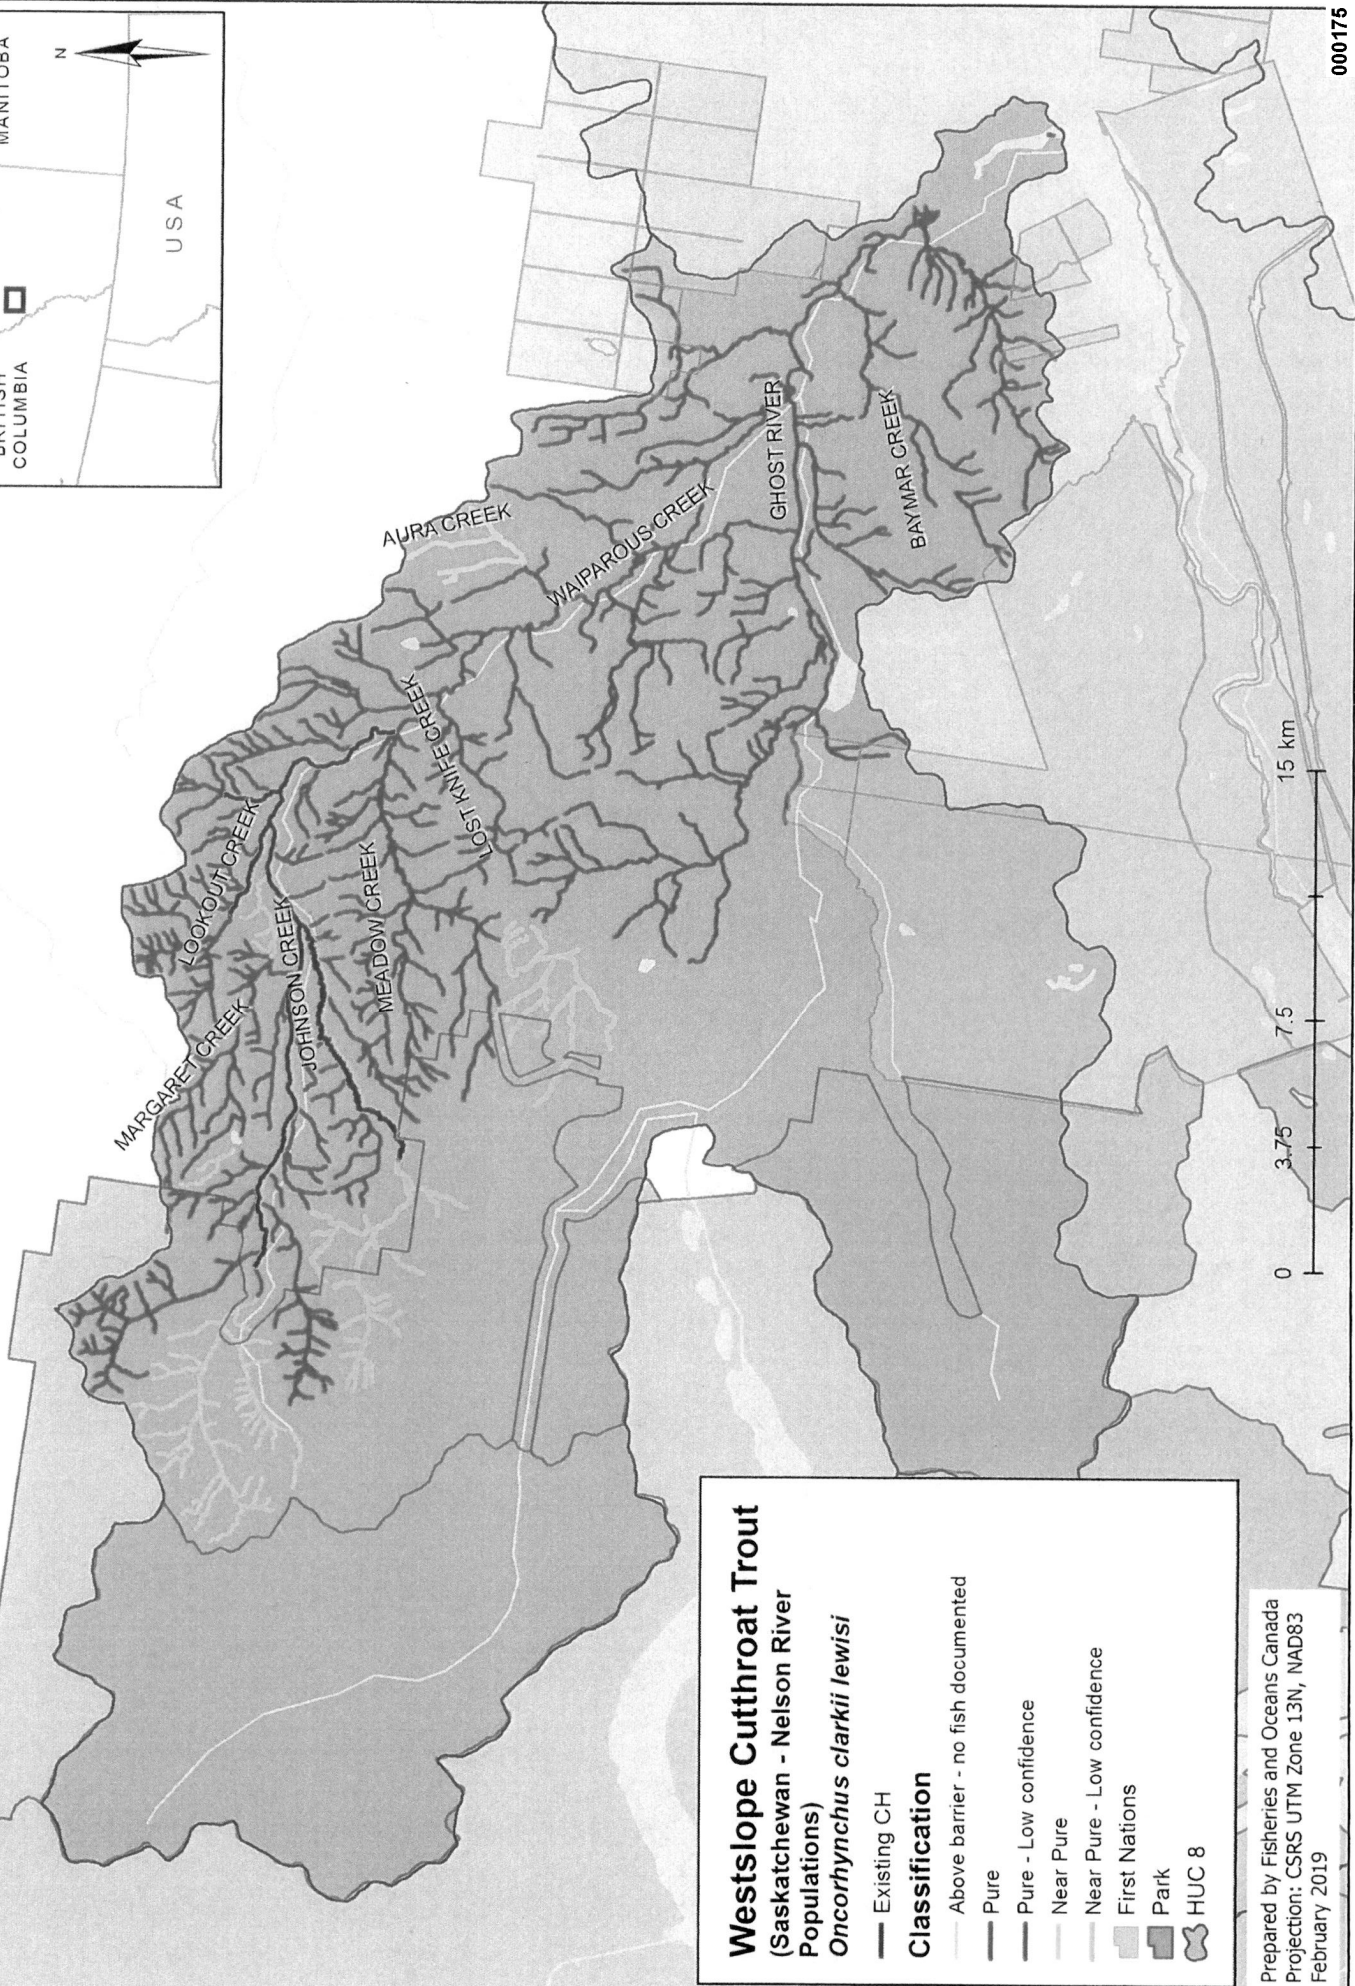 MANITOBA
BRITISH
COLUMBIA
USA
N
AURA CREEK
WAIPAROUS CREEK
GHOST RIVER
BAYMAR CREEK
LOST KNIFE CREEK
LOOKOUT CREEK
MEADOW CREEK
JOHNSON CREEK
MARGARET CREEK
Westslope Cutthroat Trout
(Saskatchewan - Nelson River
Populations)
Oncorhynchus clarkii lewisi
Existing CH
Classification
Above barrier - no fish documented
Pure
Pure - Low confidence
Near Pure
Near Pure - Low confidence
First Nations
Park
HUC 8
0 3.75 7.5 15 km
Prepared by Fisheries and Oceans Canada
Projection: CSRS UTM Zone 13N, NAD83
February 2019
000175